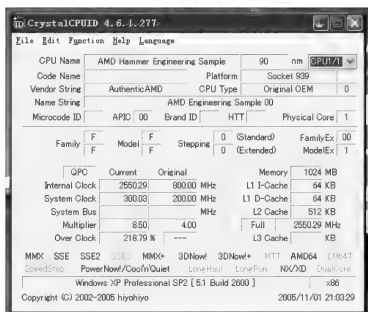 CrystalCPUID 4.6.1.277
File Edit Function Help Language
CPU Name AMD Hammer Engineering Sample 90 nm CPU1/1
Code Name Platform Socket 939
Vendor String AuthenticAMD CPU Type Original OEM 0
Name String AMD Engineering Sample 00
Microcode ID APIC 00 Brand ID HTT Physical Core 1
Family F Model F Stepping 0 (Standard) FamilyEx 00
F F 0 (Extended) ModelEx 1
QPC Current Original Memory 1024 MB
Internal Clock 2550.29 800.00 MHz L1 I-Cache 64 KB
System Clock 300.03 200.00 MHz L1 D-Cache 64 KB
System Bus MHz L2 Cache 512 KB
Multiplier 8.50 4.00 Full 2550.29 MHz
Over Clock 218.79 % ---- L3 Cache KB
MMX SSE SSE2 SSE3 MMX+ 3DNow! 3DNow!+ HTT AMD64 EM64T
SpeedStep PowerNow!/Cool'n'Quiet LongHaul LongRun NX/XD DualCore
Windows XP Professional SP2 [ 5.1 Build 2600 ] x86
Copyright (C) 2002-2005 hiyohiyo 2005/11/01 21:03:29